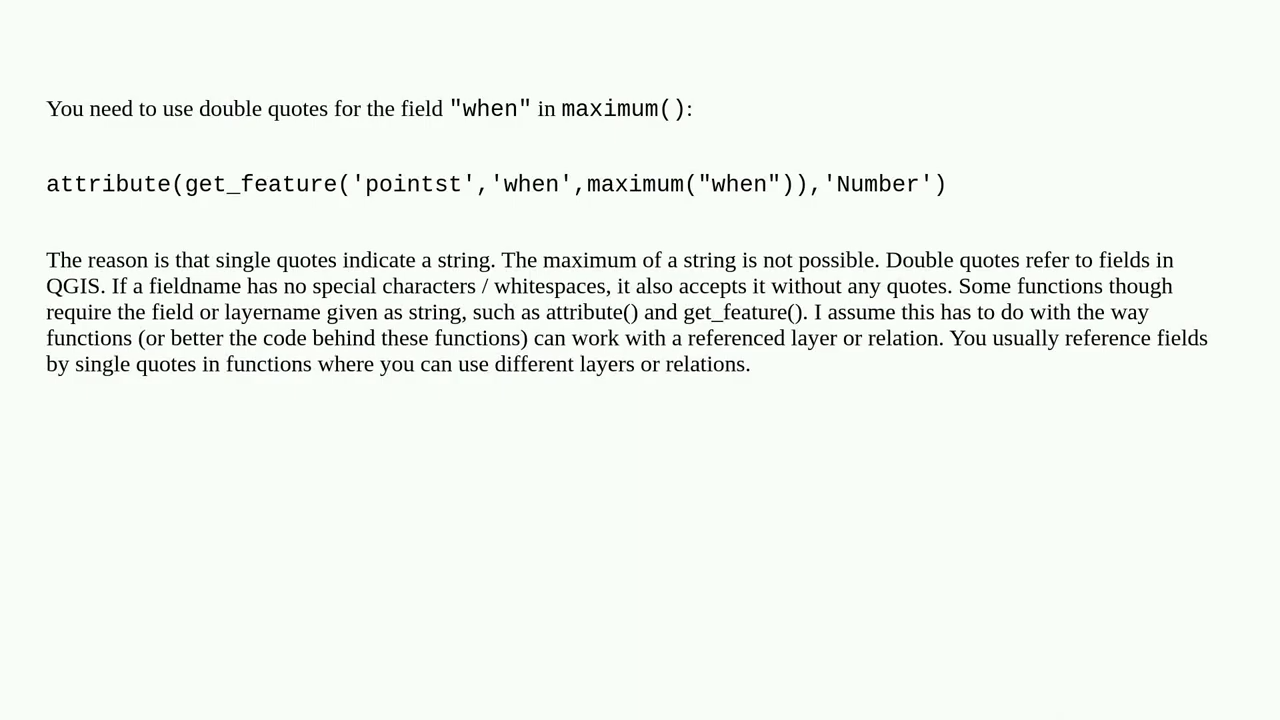 You need to use double quotes for the field "when" in maximum():
attribute(get_feature('pointst','when',maximum("when")),'Number')
The reason is that single quotes indicate a string. The maximum of a string is not possible. Double quotes refer to fields in
QGIS. If a fieldname has no special characters / whitespaces, it also accepts it without any quotes. Some functions though
require the field or layername given as string, such as attribute() and get_feature(). I assume this has to do with the way
functions (or better the code behind these functions) can work with a referenced layer or relation. You usually reference fields
by single quotes in functions where you can use different layers or relations.